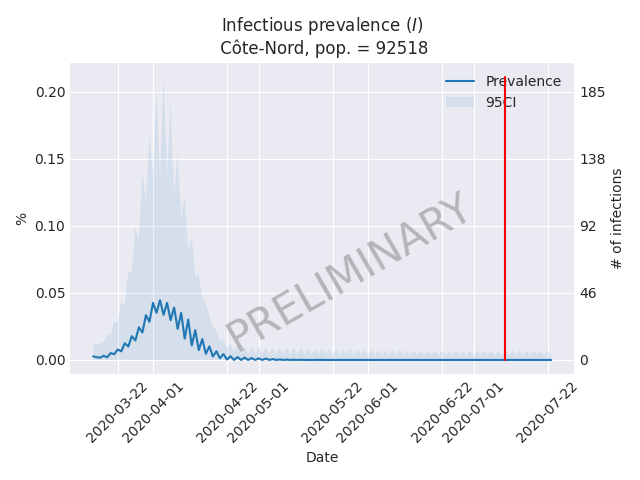 Infectious prevalence (I)
Côte-Nord, pop. = 92518
Prevalence
95CI
0.20
0.15
0.10
0.05
0.00
%
185
138
92
46
0
# of infections
PRELIMINARY
2020-03-22
2020-04-01
2020-04-22
2020-05-01
2020-05-22
2020-06-01
2020-06-22
2020-07-01
2020-07-22
Date